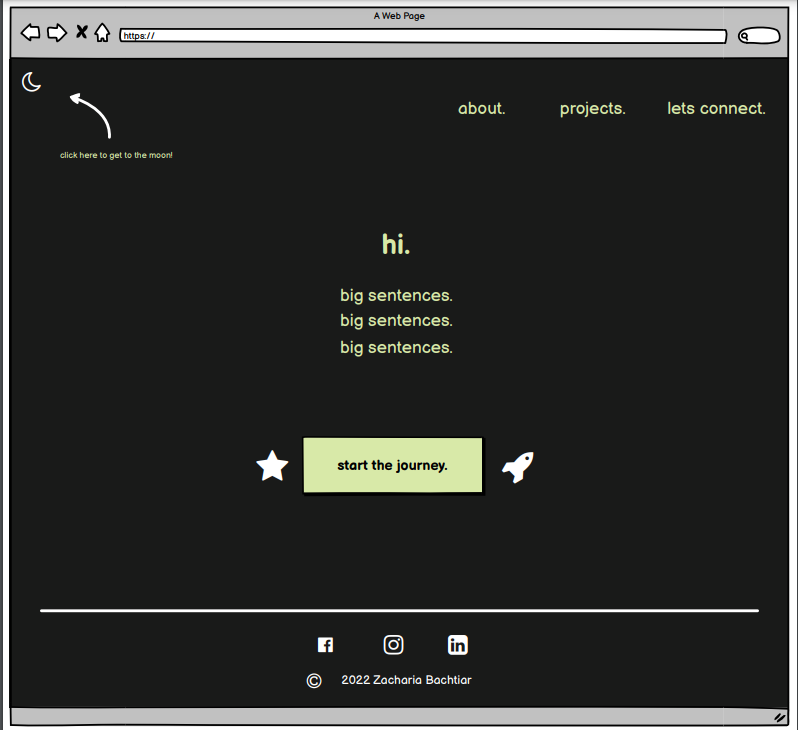 A Web Page
https://
about. projects. lets connect.
click here to get to the moon!
hi.
big sentences.
big sentences.
big sentences.
start the journey.
© 2022 Zacharia Bachtiar